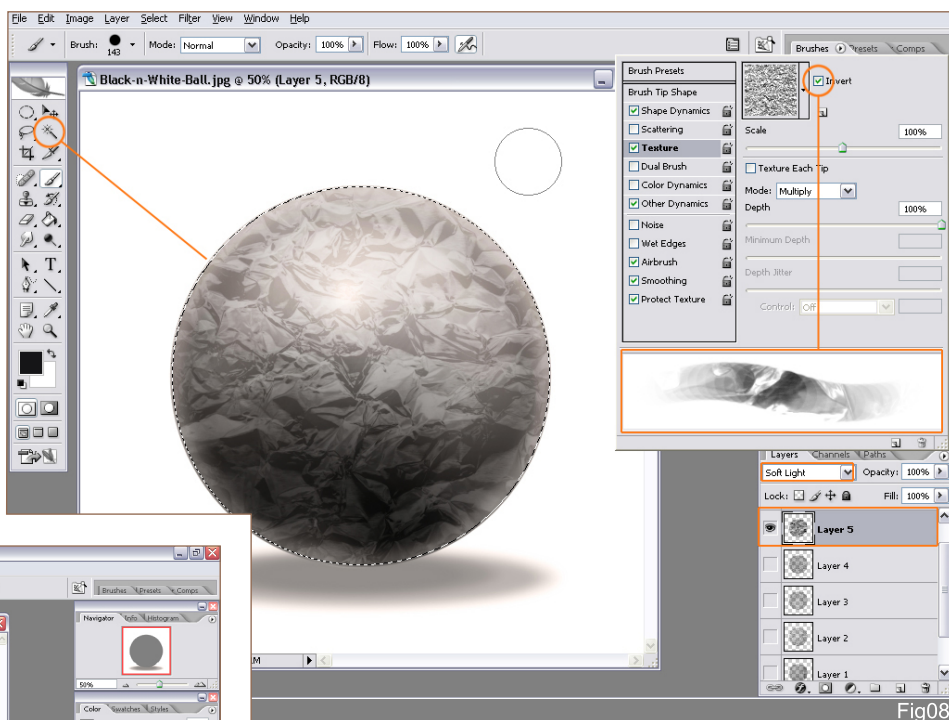 File Edit Image Layer Select Filter View Window Help
Brush: 143 Mode: Normal Opacity: 100% Flow: 100%
Brushes Presets Comps
Black-n-White-Ball.jpg @ 50% (Layer 5, RGB/8)
Brush Presets
Brush Tip Shape
Shape Dynamics
Scattering
Texture
Dual Brush
Color Dynamics
Other Dynamics
Noise
Wet Edges
Airbrush
Smoothing
Protect Texture
Invert
Scale 100%
Texture Each Tip
Mode: Multiply
Depth 100%
Minimum Depth
Depth Jitter
Control: Off
Layers Channels Paths
Soft Light Opacity: 100%
Lock: Fill: 100%
Layer 5
Layer 4
Layer 3
Layer 2
Layer 1
Brushes Presets Comps
Navigator Info Histogram
50%
Color Swatches Styles
Fig08